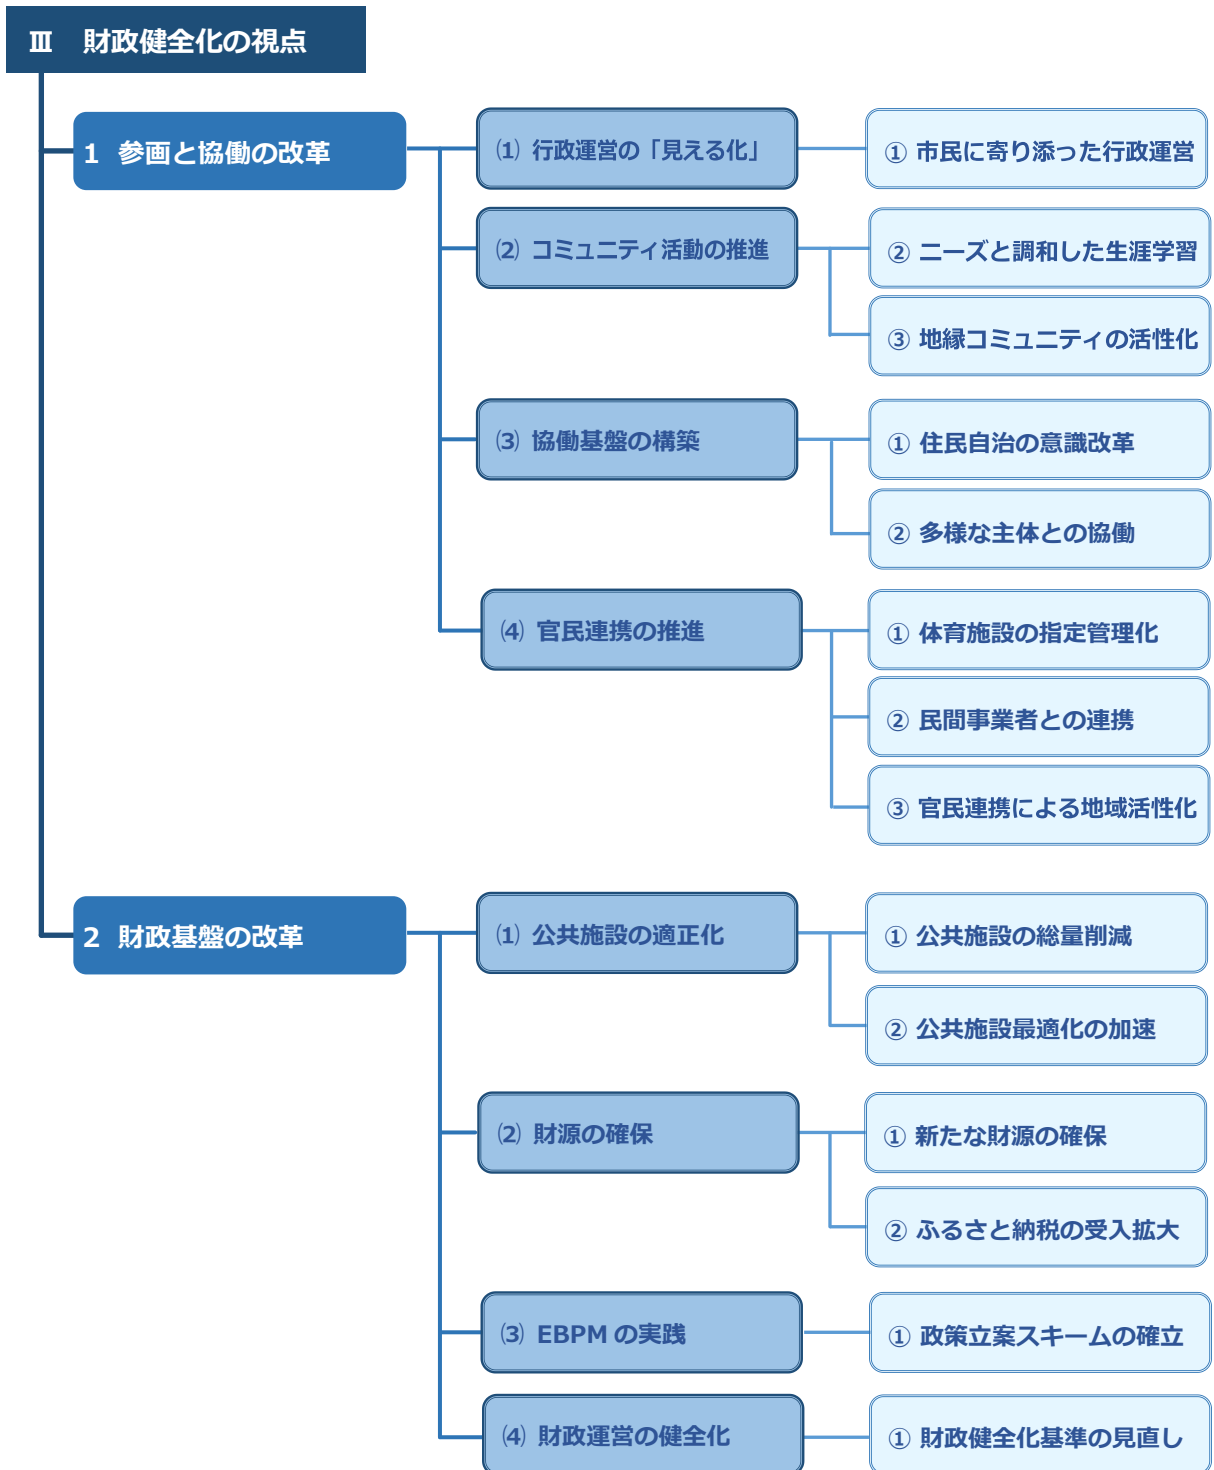 Ⅲ 財政健全化の視点
1 参画と協働の改革
⑴ 行政運営の「見える化」
① 市民に寄り添った行政運営
⑵ コミュニティ活動の推進
② ニーズと調和した生涯学習
③ 地縁コミュニティの活性化
⑶ 協働基盤の構築
① 住民自治の意識改革
② 多様な主体との協働
⑷ 官民連携の推進
① 体育施設の指定管理化
② 民間事業者との連携
③ 官民連携による地域活性化
2 財政基盤の改革
⑴ 公共施設の適正化
① 公共施設の総量削減
② 公共施設最適化の加速
⑵ 財源の確保
① 新たな財源の確保
② ふるさと納税の受入拡大
⑶ EBPM の実践
① 政策立案スキームの確立
⑷ 財政運営の健全化
① 財政健全化基準の見直し